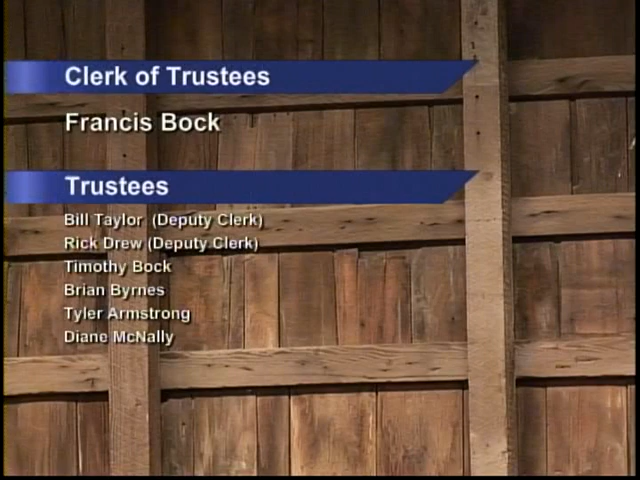 Clerk of Trustees
Francis Bock
Trustees
Bill Taylor (Deputy Clerk)
Rick Drew (Deputy Clerk)
Timothy Bock
Brian Byrnes
Tyler Armstrong
Diane McNally